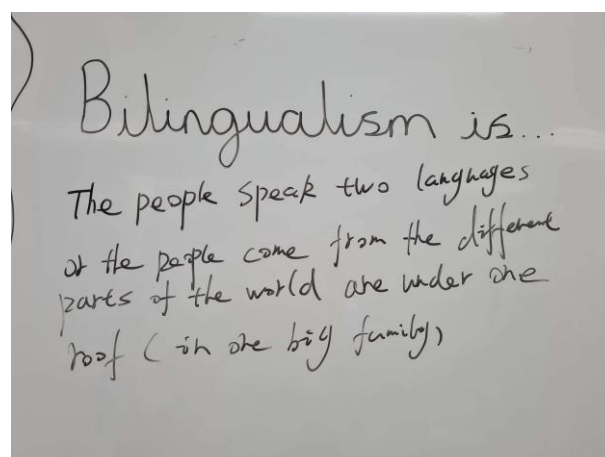 Bilingualism is...
The people speak two languages
or the people come from the different
parts of the world are under one
roof ( in one big family)